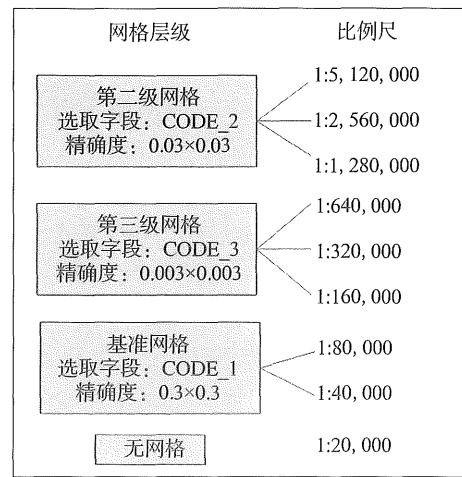 网格层级 比例尺
第二级网格
选取字段：CODE_2
精确度：0.03×0.03
1:5, 120, 000
1:2, 560, 000
1:1, 280, 000
第三级网格
选取字段：CODE_3
精确度：0.003×0.003
1:640, 000
1:320, 000
1:160, 000
基准网格
选取字段：CODE_1
精确度：0.3×0.3
1:80, 000
1:40, 000
无网格
1:20, 000